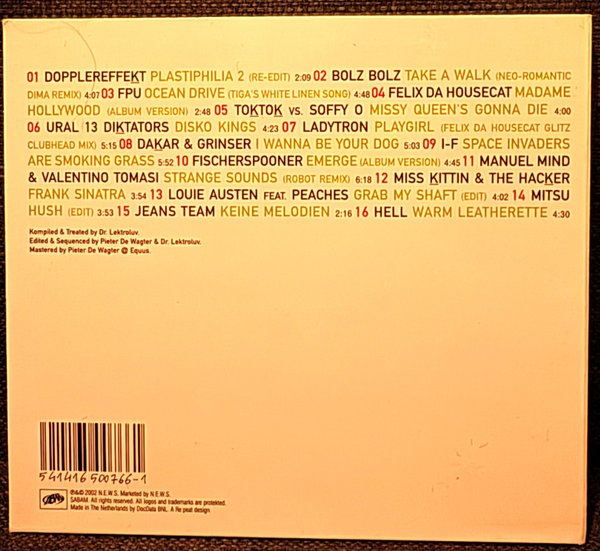 01 DOPPLEREFFEKT PLASTIPHILIA 2 (RE-EDIT) 2:09 02 BOLZ BOLZ TAKE A WALK (NEO-ROMANTIC
DIMA REMIX) 4:07 03 FPU OCEAN DRIVE (TIGA'S WHITE LINEN SONG) 4:48 04 FELIX DA HOUSECAT MADAME
HOLLYWOOD (ALBUM VERSION) 2:48 05 TOKTOK VS. SOFFY O MISSY QUEEN'S GONNA DIE 4:00
06 URAL 13 DIKTATORS DISKO KINGS 4:23 07 LADYTRON PLAYGIRL (FELIX DA HOUSECAT GLITZ
CLUBHEAD MIX) 5:15 08 DAKAR & GRINSER I WANNA BE YOUR DOG 5:03 09 I-F SPACE INVADERS
ARE SMOKING GRASS 5:52 10 FISCHERSPOONER EMERGE (ALBUM VERSION) 4:45 11 MANUEL MIND
& VALENTINO TOMASI STRANGE SOUNDS (ROBOT REMIX) 6:18 12 MISS KITTIN & THE HACKER
FRANK SINATRA 3:54 13 LOUIE AUSTEN FEAT. PEACHES GRAB MY SHAFT (EDIT) 4:02 14 MITSU
HUSH (EDIT) 3:53 15 JEANS TEAM KEINE MELODIEN 2:16 16 HELL WARM LEATHERETTE 4:30
Kompiled & Treated by Dr. Lektroluv.
Edited & Sequenced by Pieter De Wagter & Dr. Lektroluv.
Mastered by Pieter De Wagter @ Equus.
5 414165 007661
℗&© 2002 N.E.W.S. Marketed by N.E.W.S.
SABAM. All rights reserved. All logos and trademarks are protekted.
Made in The Netherlands by DocData BNL. A Re peat design.